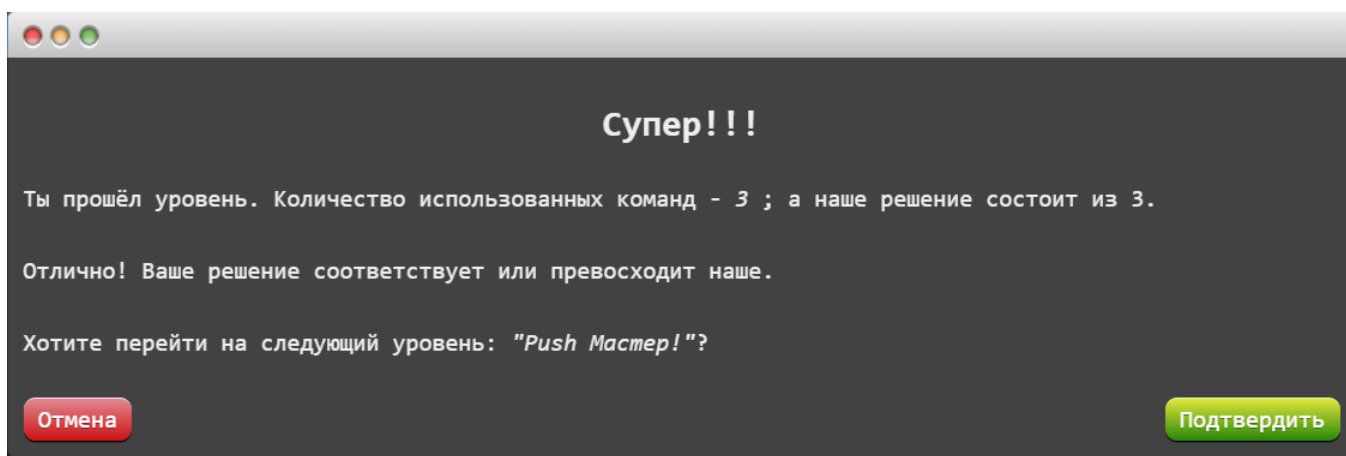 Супер!!!
Ты прошёл уровень. Количество использованных команд - 3 ; а наше решение состоит из 3.
Отлично! Ваше решение соответствует или превосходит наше.
Хотите перейти на следующий уровень: "Push Мастер!"?
Отмена
Подтвердить